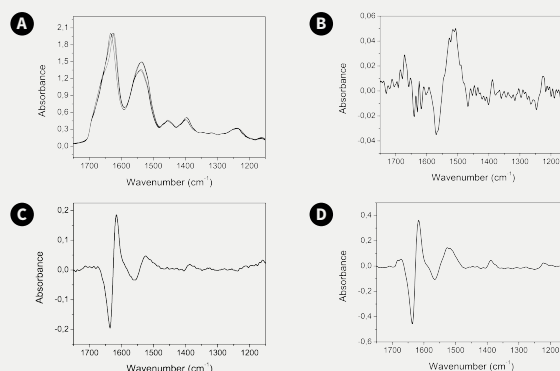 A
Absorbance
2,1
1,8
1,5
1,2
0,9
0,6
0,3
0,0
1700 1600 1500 1400 1300 1200
Wavenumber (cm⁻¹)
B
Absorbance
0,06
0,04
0,02
0,00
-0,02
-0,04
1700 1600 1500 1400 1300 1200
Wavenumber (cm⁻¹)
C
Absorbance
0,2
0,1
0,0
-0,1
-0,2
1700 1600 1500 1400 1300 1200
Wavenumber (cm⁻¹)
D
Absorbance
0,4
0,2
0,0
-0,2
-0,4
-0,6
1700 1600 1500 1400 1300 1200
Wavenumber (cm⁻¹)